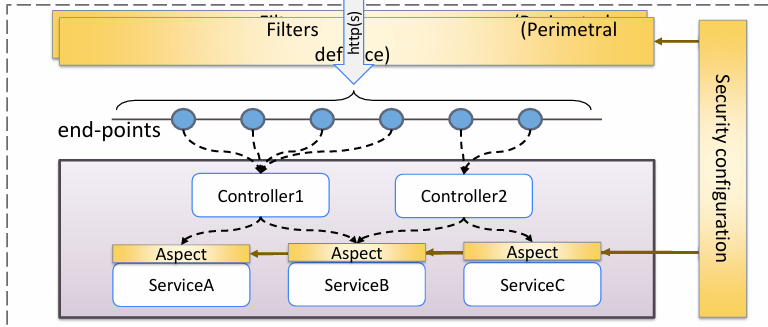 Filters (Perimetral
http(s)
end-points
Security configuration
Controller1
Controller2
Aspect
Aspect
Aspect
ServiceA
ServiceB
ServiceC